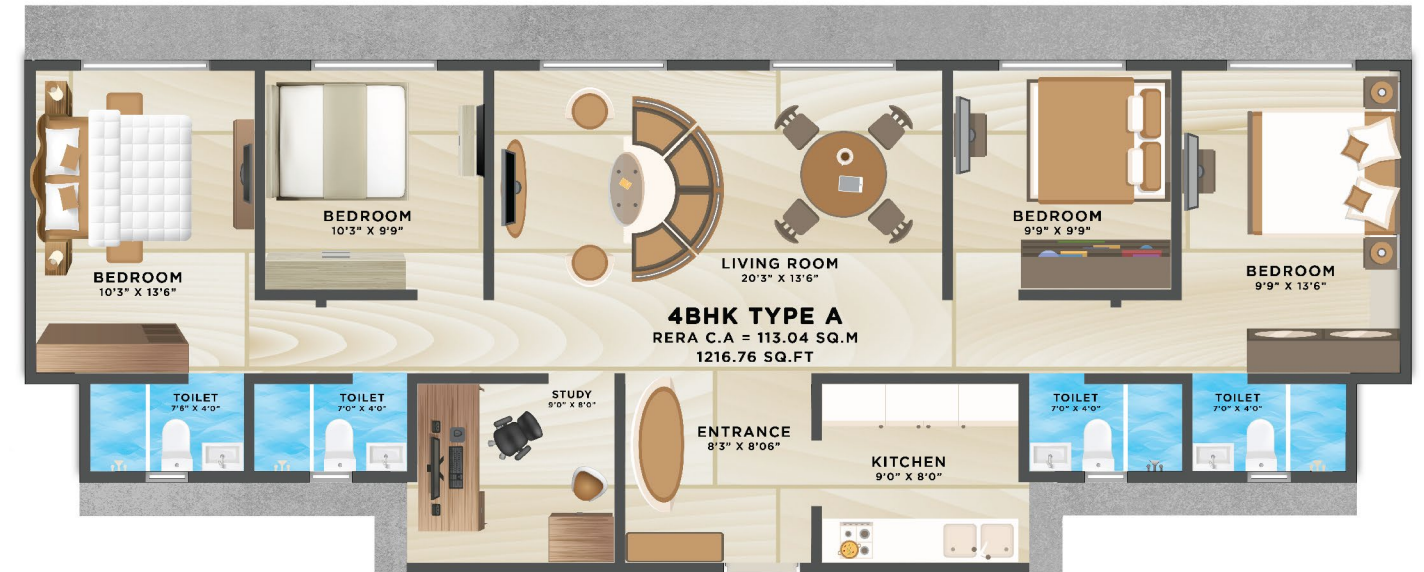 BEDROOM
10'3" X 13'6"
BEDROOM
10'3" X 9'9"
LIVING ROOM
20'3" X 13'6"
BEDROOM
9'9" X 9'9"
BEDROOM
9'9" X 13'6"
4BHK TYPE A
RERA C.A = 113.04 SQ.M
1216.76 SQ.FT
TOILET
7'6" X 4'0"
TOILET
7'0" X 4'0"
STUDY
9'0" X 8'0"
ENTRANCE
8'3" X 8'06"
KITCHEN
9'0" X 8'0"
TOILET
7'0" X 4'0"
TOILET
7'0" X 4'0"